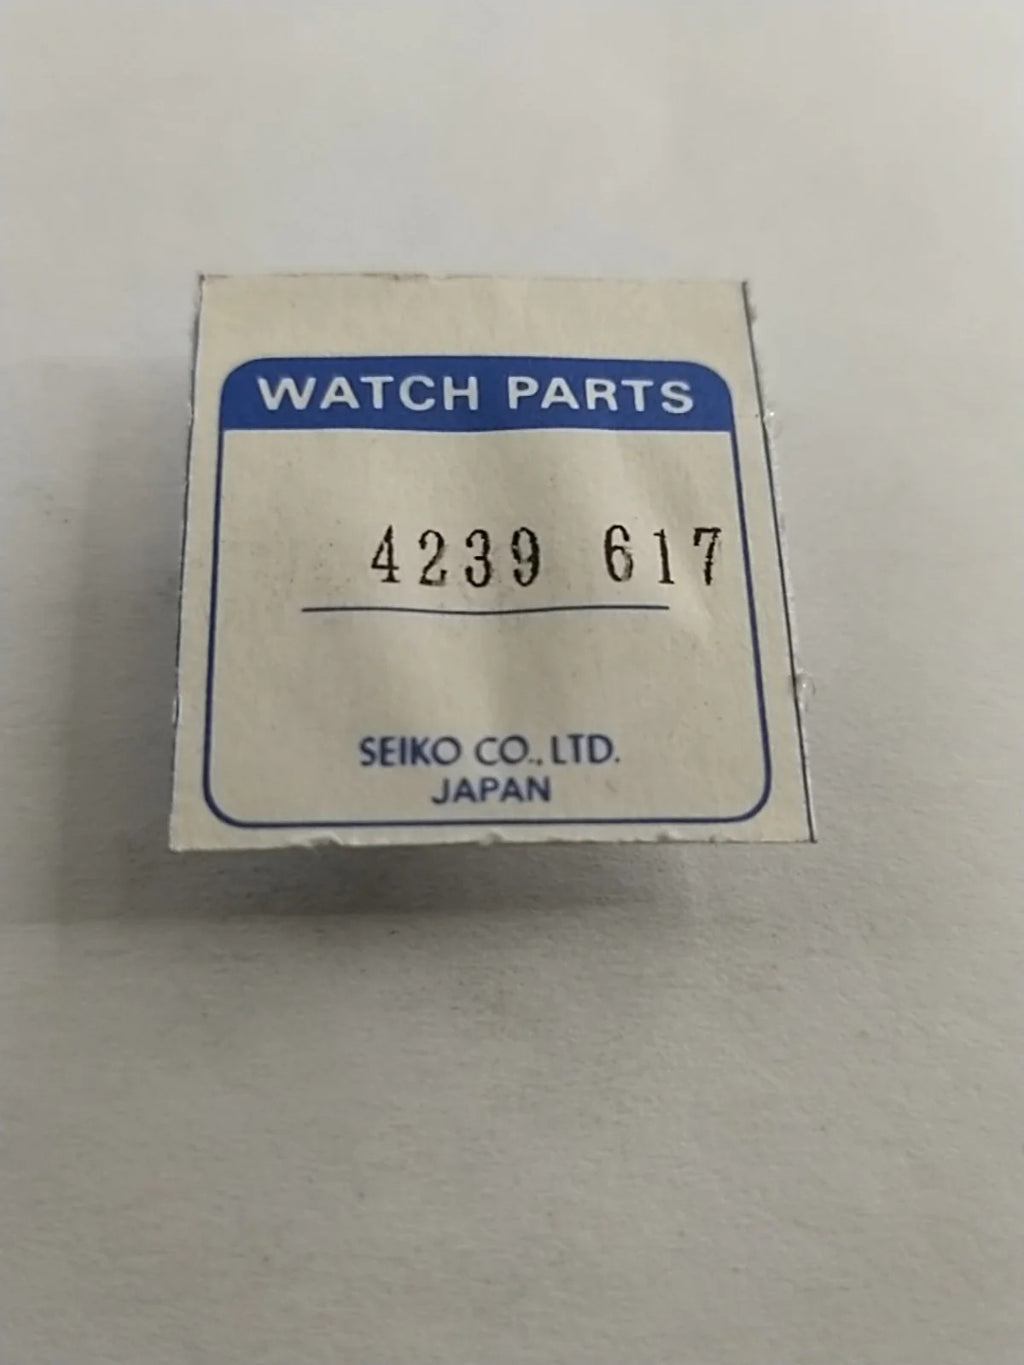 WATCH PARTS
4239 617
SEIKO CO., LTD.
JAPAN